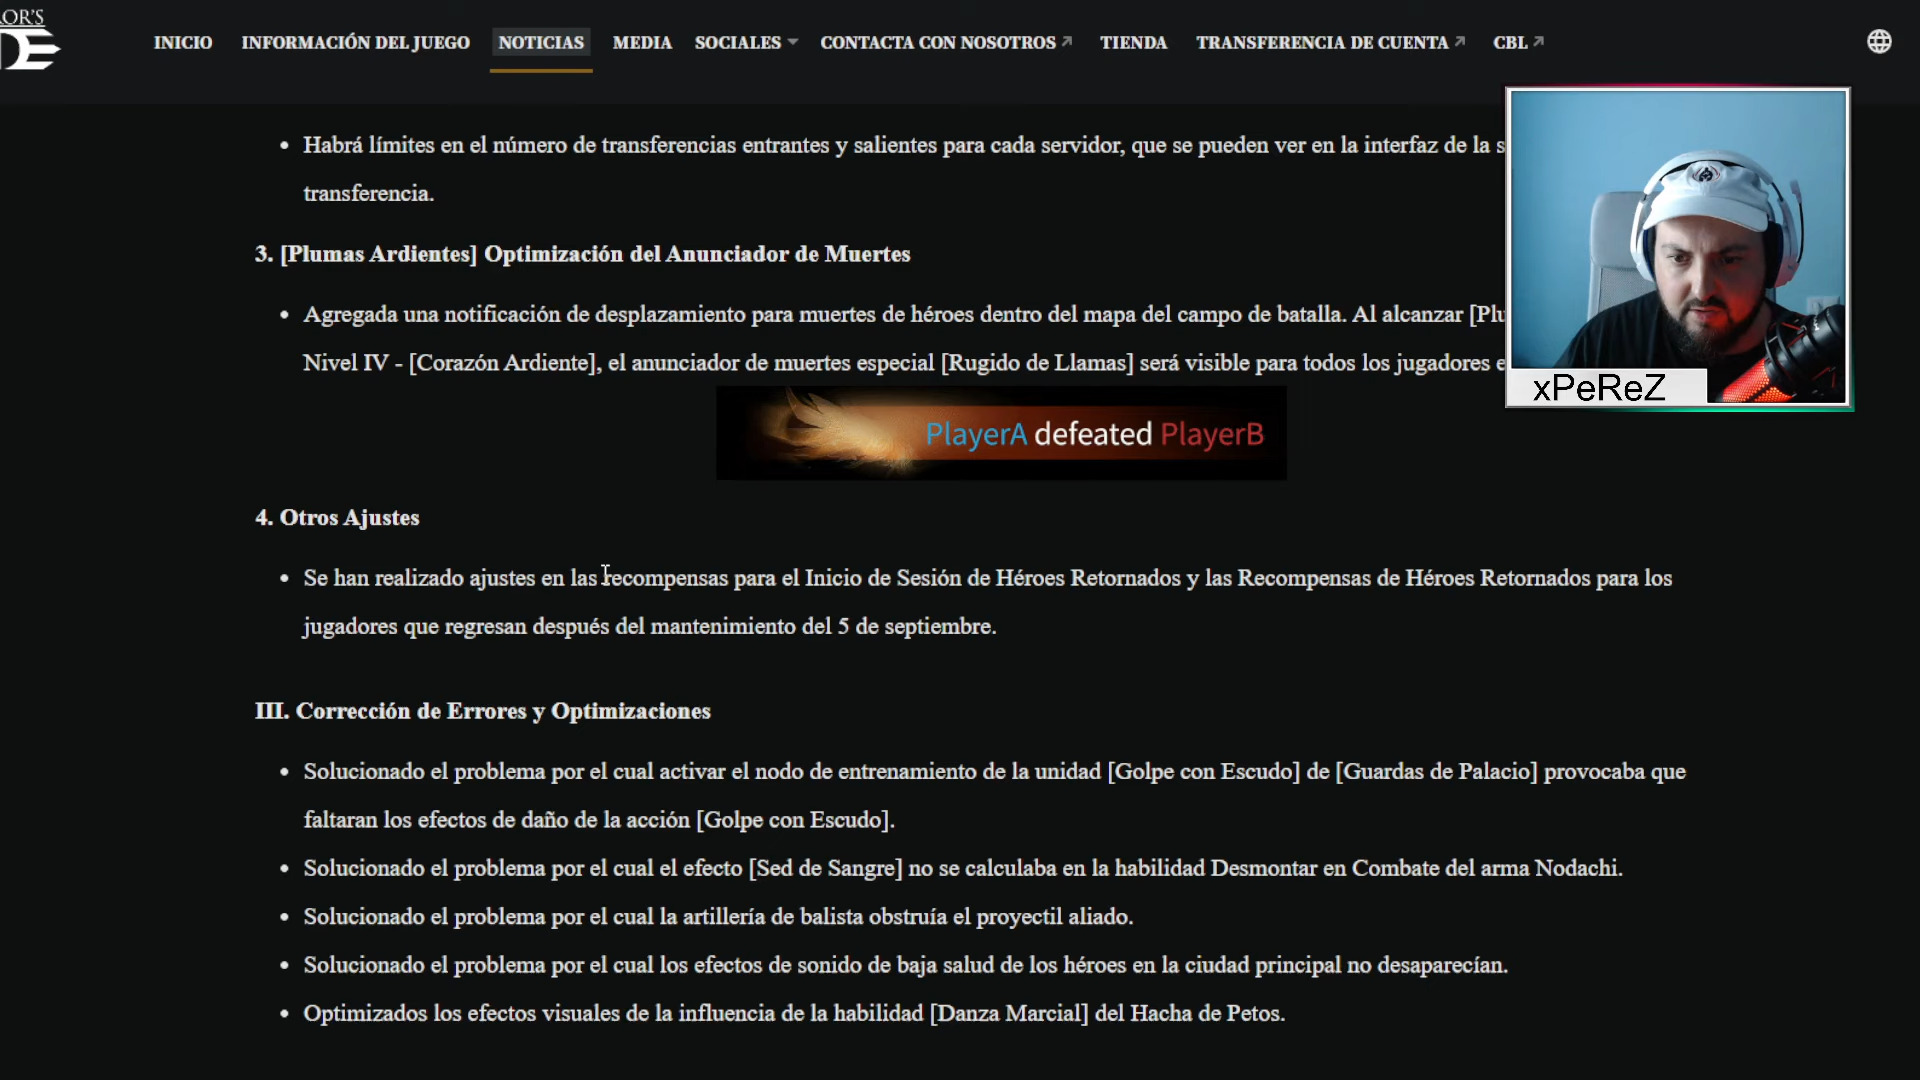 OR'S
DE
INICIO INFORMACIÓN DEL JUEGO NOTICIAS MEDIA SOCIALES CONTACTA CON NOSOTROS TIENDA TRANSFERENCIA DE CUENTA CBL
Habrá límites en el número de transferencias entrantes y salientes para cada servidor, que se pueden ver en la interfaz de la s
transferencia.
3. [Plumas Ardientes] Optimización del Anunciador de Muertes
Agregada una notificación de desplazamiento para muertes de héroes dentro del mapa del campo de batalla. Al alcanzar [Plu
Nivel IV - [Corazón Ardiente], el anunciador de muertes especial [Rugido de Llamas] será visible para todos los jugadores e
xPeReZ
PlayerA defeated PlayerB
4. Otros Ajustes
Se han realizado ajustes en las recompensas para el Inicio de Sesión de Héroes Retornados y las Recompensas de Héroes Retornados para los
jugadores que regresan después del mantenimiento del 5 de septiembre.
III. Corrección de Errores y Optimizaciones
Solucionado el problema por el cual activar el nodo de entrenamiento de la unidad [Golpe con Escudo] de [Guardas de Palacio] provocaba que
faltaran los efectos de daño de la acción [Golpe con Escudo].
Solucionado el problema por el cual el efecto [Sed de Sangre] no se calculaba en la habilidad Desmontar en Combate del arma Nodachi.
Solucionado el problema por el cual la artillería de balista obstruía el proyectil aliado.
Solucionado el problema por el cual los efectos de sonido de baja salud de los héroes en la ciudad principal no desaparecían.
Optimizados los efectos visuales de la influencia de la habilidad [Danza Marcial] del Hacha de Petos.